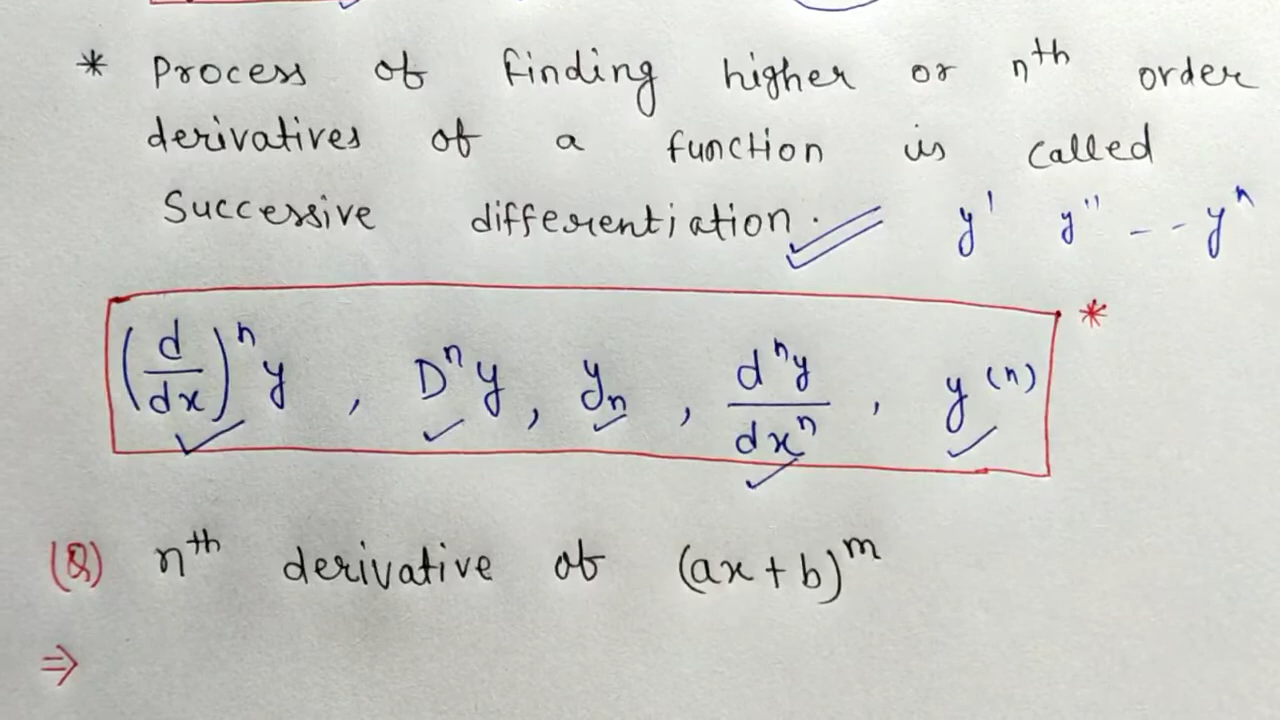 * Process of finding higher or nᵗʰ order
derivatives of a function is called
Successive differentiation. y' y'' -- yⁿ
(d/dx)ⁿ y , Dⁿy , yₙ , dⁿy/dxⁿ , y⁽ⁿ⁾ *
(Q) nᵗʰ derivative of (ax+b)ᵐ
⇒